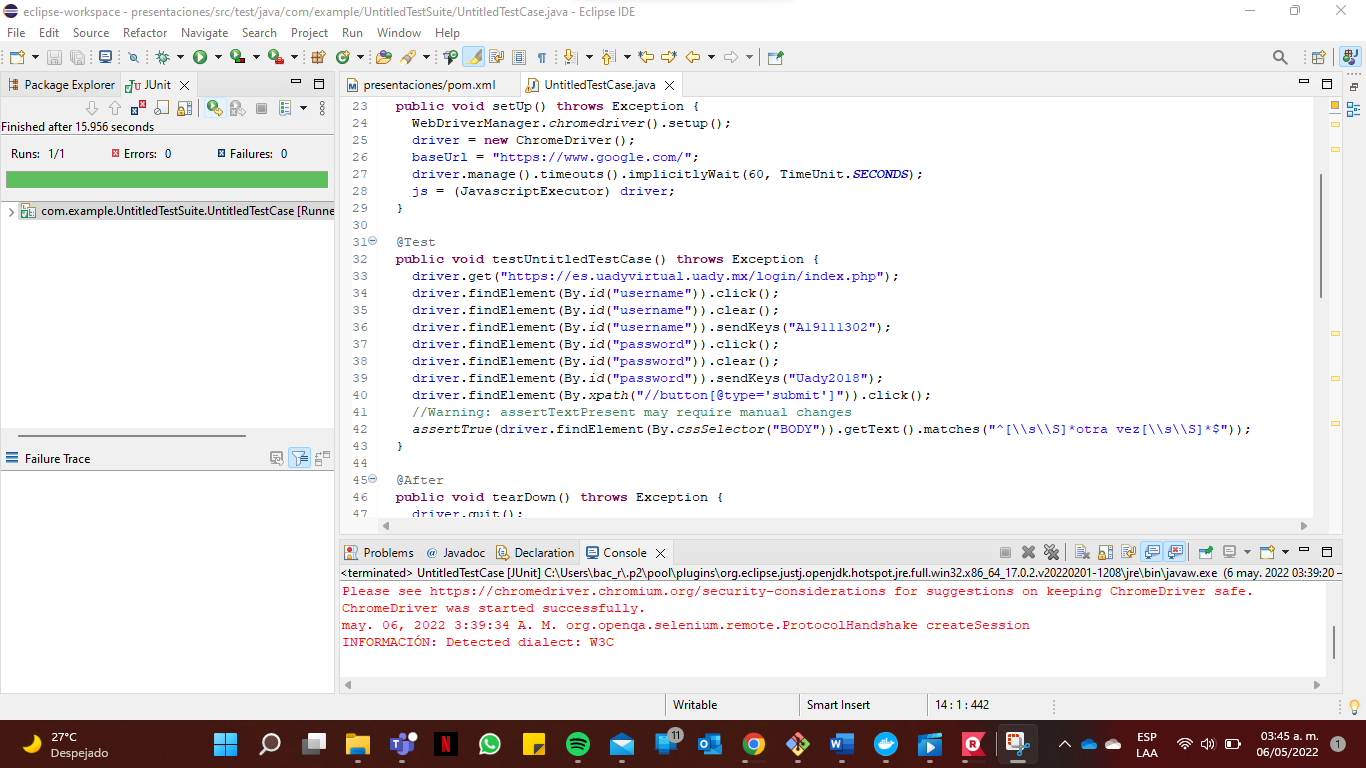 eclipse-workspace - presentaciones/src/test/java/com/example/UntitledTestSuite/UntitledTestCase.java - Eclipse IDE
File Edit Source Refactor Navigate Search Project Run Window Help
Package Explorer JUnit
Finished after 15.956 seconds
Runs: 1/1 Errors: 0 Failures: 0
com.example.UntitledTestSuite.UntitledTestCase [Runne
Failure Trace
presentaciones/pom.xml UntitledTestCase.java
23 public void setUp() throws Exception {
24 WebDriverManager.chromedriver().setup();
25 driver = new ChromeDriver();
26 baseUrl = "https://www.google.com/";
27 driver.manage().timeouts().implicitlyWait(60, TimeUnit.SECONDS);
28 js = (JavascriptExecutor) driver;
29 }
30
31 @Test
32 public void testUntitledTestCase() throws Exception {
33 driver.get("https://es.uadyvirtual.uady.mx/login/index.php");
34 driver.findElement(By.id("username")).click();
35 driver.findElement(By.id("username")).clear();
36 driver.findElement(By.id("username")).sendKeys("A19111302");
37 driver.findElement(By.id("password")).click();
38 driver.findElement(By.id("password")).clear();
39 driver.findElement(By.id("password")).sendKeys("Uady2018");
40 driver.findElement(By.xpath("//button[@type='submit']")).click();
41 //Warning: assertTextPresent may require manual changes
42 assertTrue(driver.findElement(By.cssSelector("BODY")).getText().matches("^[\\s\\S]*otra vez[\\s\\S]*$"));
43 }
44
45 @After
46 public void tearDown() throws Exception {
47 driver.quit();
Problems @ Javadoc Declaration Console
<terminated> UntitledTestCase [JUnit] C:\Users\bac_r\.p2\pool\plugins\org.eclipse.justj.openjdk.hotspot.jre.full.win32.x86_64_17.0.2.v20220201-1208\jre\bin\javaw.exe (6 may. 2022 03:39:20 –
Please see https://chromedriver.chromium.org/security-considerations for suggestions on keeping ChromeDriver safe.
ChromeDriver was started successfully.
may. 06, 2022 3:39:34 A. M. org.openqa.selenium.remote.ProtocolHandshake createSession
INFORMACIÓN: Detected dialect: W3C
Writable Smart Insert 14 : 1 : 442
27°C
Despejado
11
ESP
LAA
03:45 a. m.
06/05/2022
1